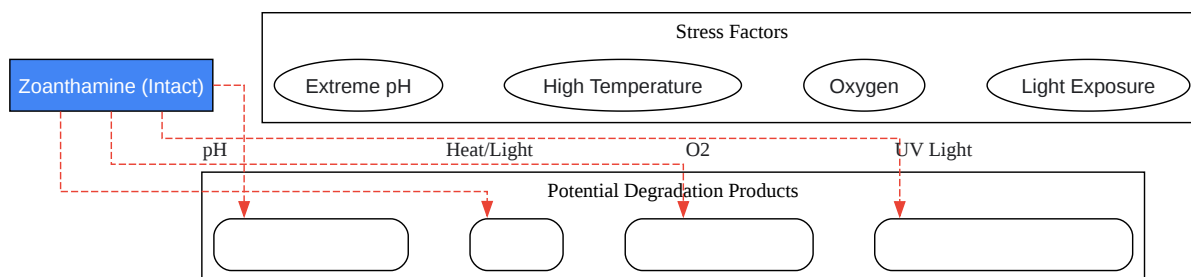 Stress Factors
Zoanthamine (Intact)
Extreme pH
High Temperature
Oxygen
Light Exposure
pH
Heat/Light
O2
UV Light
Potential Degradation Products